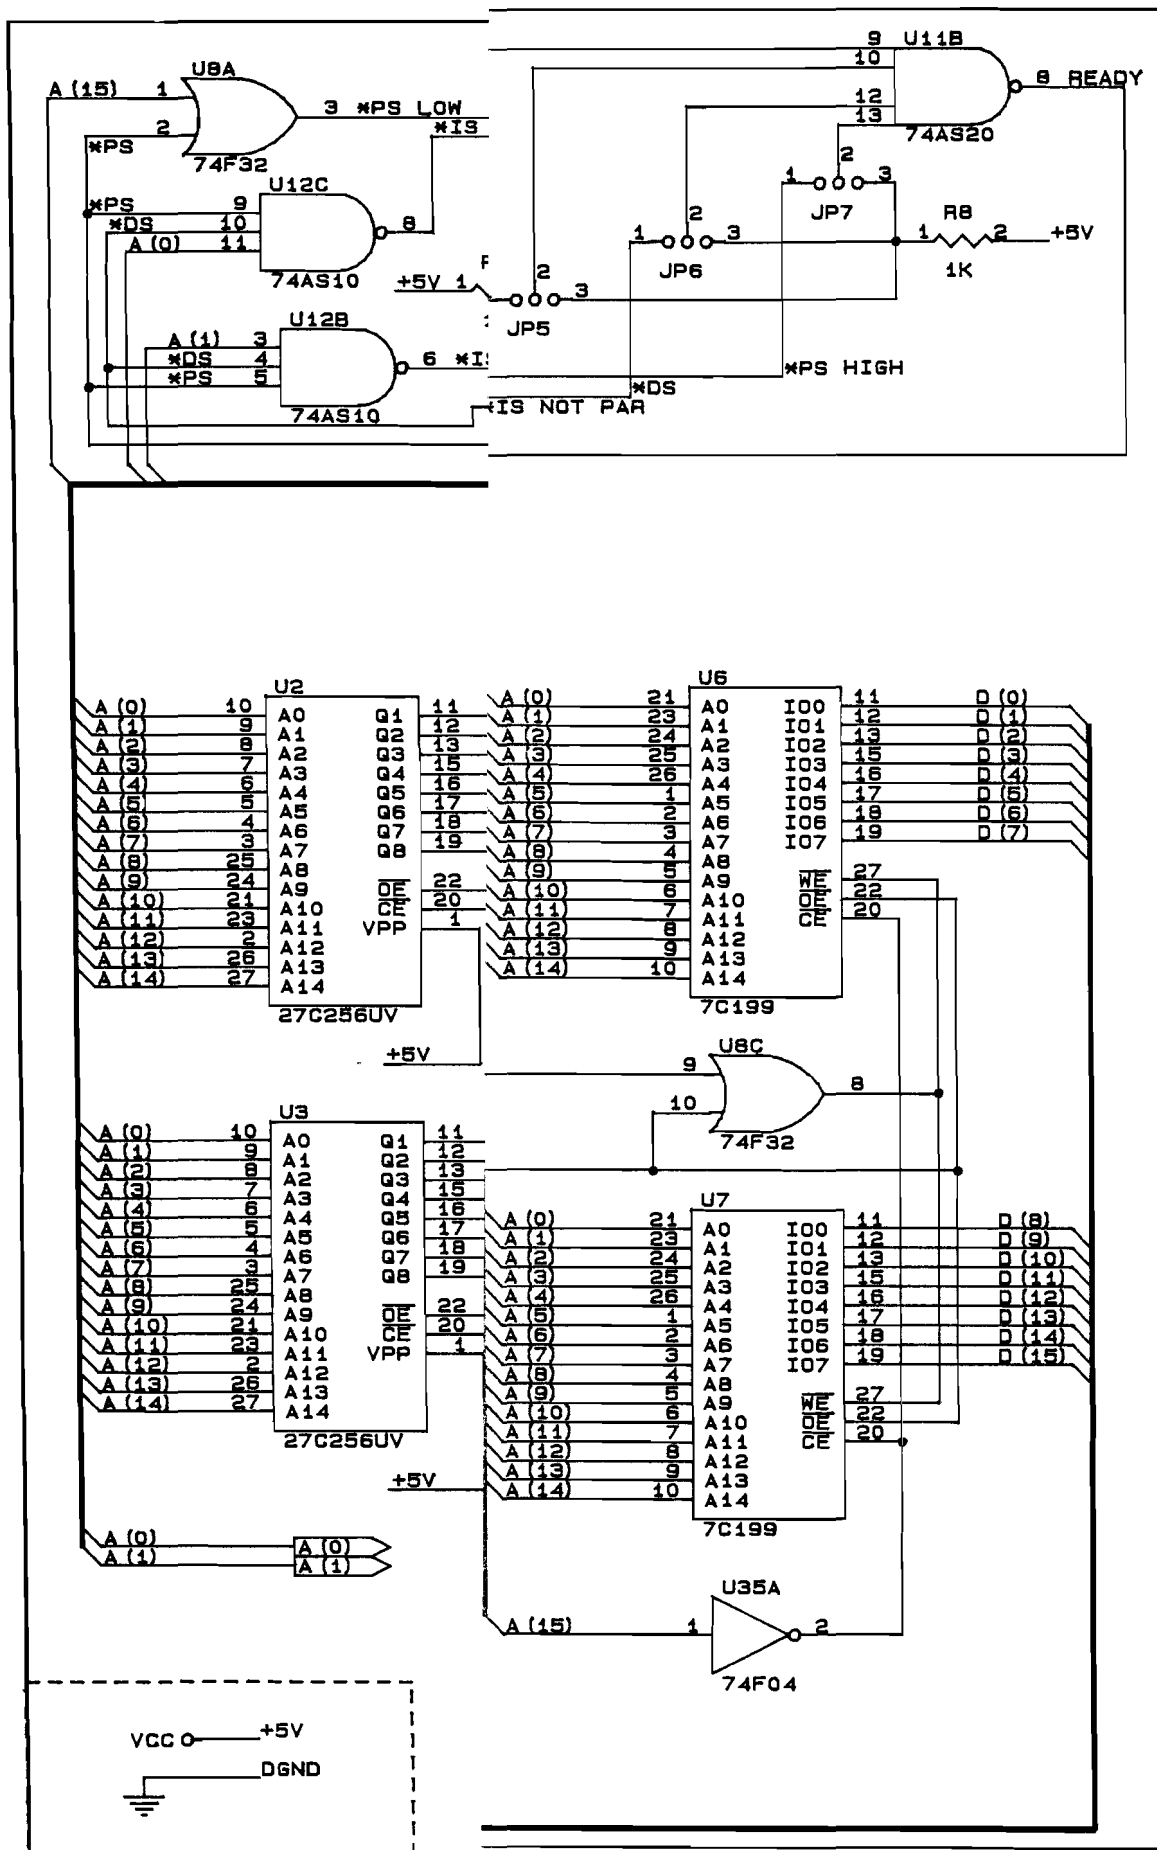 U8A
A (15) 1
2
*PS
3 *PS LOW
*IS
74F32
U12C
*PS 9
*DS 10
A (0) 11
8
74AS10
U12B
A (1) 3
*DS 4
*PS 5
6 *IS
74AS10
+5V 1
2
3
JP5
U11B
9
10
12
13
8 READY
74AS20
1 2 3
JP7
1 2 3
JP6
R8
1 2 +5V
1K
*PS HIGH
*DS
*IS NOT PAR
U2
A (0) 10 A0 Q1 11
A (1) 9 A1 Q2 12
A (2) 8 A2 Q3 13
A (3) 7 A3 Q4 15
A (4) 6 A4 Q5 16
A (5) 5 A5 Q6 17
A (6) 4 A6 Q7 18
A (7) 3 A7 Q8 19
A (8) 25 A8
A (9) 24 A9 OE 22
A (10) 21 A10 CE 20
A (11) 23 A11 VPP 1
A (12) 2 A12
A (13) 26 A13
A (14) 27 A14
27C256UV
+5V
U6
A (0) 21 A0 IO0 11 D (0)
A (1) 23 A1 IO1 12 D (1)
A (2) 24 A2 IO2 13 D (2)
A (3) 25 A3 IO3 15 D (3)
A (4) 26 A4 IO4 16 D (4)
A (5) 1 A5 IO5 17 D (5)
A (6) 2 A6 IO6 18 D (6)
A (7) 3 A7 IO7 19 D (7)
A (8) 4 A8
A (9) 5 A9 WE 27
A (10) 6 A10 OE 22
A (11) 7 A11 CE 20
A (12) 8 A12
A (13) 9 A13
A (14) 10 A14
7C199
U8C
9
10
8
74F32
U3
A (0) 10 A0 Q1 11
A (1) 9 A1 Q2 12
A (2) 8 A2 Q3 13
A (3) 7 A3 Q4 15
A (4) 6 A4 Q5 16
A (5) 5 A5 Q6 17
A (6) 4 A6 Q7 18
A (7) 3 A7 Q8 19
A (8) 25 A8
A (9) 24 A9 OE 22
A (10) 21 A10 CE 20
A (11) 23 A11 VPP 1
A (12) 2 A12
A (13) 26 A13
A (14) 27 A14
27C256UV
+5V
U7
A (0) 21 A0 IO0 11 D (8)
A (1) 23 A1 IO1 12 D (9)
A (2) 24 A2 IO2 13 D (10)
A (3) 25 A3 IO3 15 D (11)
A (4) 26 A4 IO4 16 D (12)
A (5) 1 A5 IO5 17 D (13)
A (6) 2 A6 IO6 18 D (14)
A (7) 3 A7 IO7 19 D (15)
A (8) 4 A8
A (9) 5 A9 WE 27
A (10) 6 A10 OE 22
A (11) 7 A11 CE 20
A (12) 8 A12
A (13) 9 A13
A (14) 10 A14
7C199
A (0) A (0)
A (1) A (1)
U35A
A (15) 1 2
74F04
VCC +5V
DGND